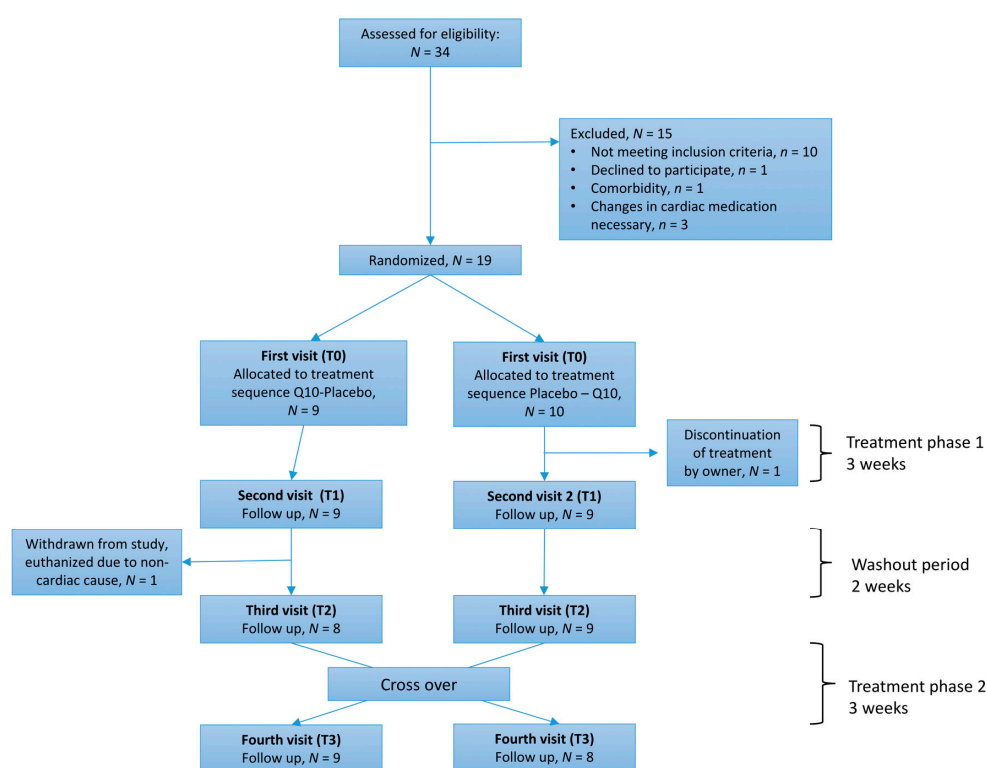 Assessed for eligibility:
N = 34
Excluded, N = 15
• Not meeting inclusion criteria, n = 10
• Declined to participate, n = 1
• Comorbidity, n = 1
• Changes in cardiac medication
necessary, n = 3
Randomized, N = 19
First visit (T0)
Allocated to treatment
sequence Q10-Placebo,
N = 9
First visit (T0)
Allocated to treatment
sequence Placebo – Q10,
N = 10
Discontinuation
of treatment
by owner, N = 1
Treatment phase 1
3 weeks
Second visit (T1)
Follow up, N = 9
Second visit 2 (T1)
Follow up, N = 9
Withdrawn from study,
euthanized due to non-
cardiac cause, N = 1
Washout period
2 weeks
Third visit (T2)
Follow up, N = 8
Third visit (T2)
Follow up, N = 9
Cross over
Treatment phase 2
3 weeks
Fourth visit (T3)
Follow up, N = 9
Fourth visit (T3)
Follow up, N = 8